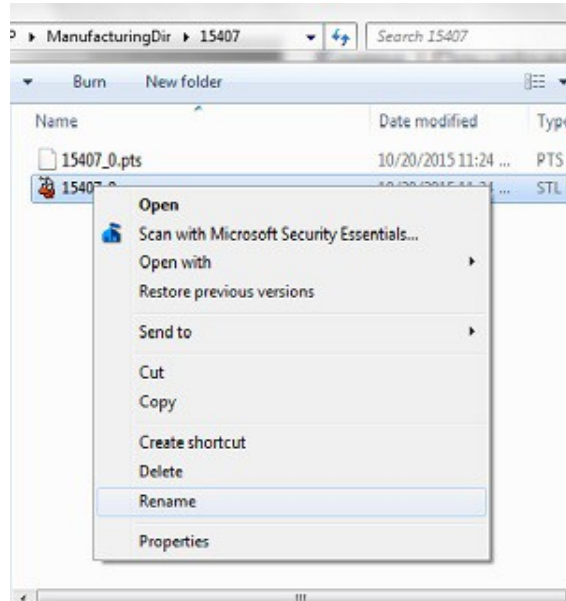 ManufacturingDir ▸ 15407 Search 15407
Burn New folder
Name Date modified
15407_0.pts 10/20/2015 11:24 ... PTS
STL
Open
Scan with Microsoft Security Essentials...
Open with
Restore previous versions
Send to
Cut
Copy
Create shortcut
Delete
Rename
Properties